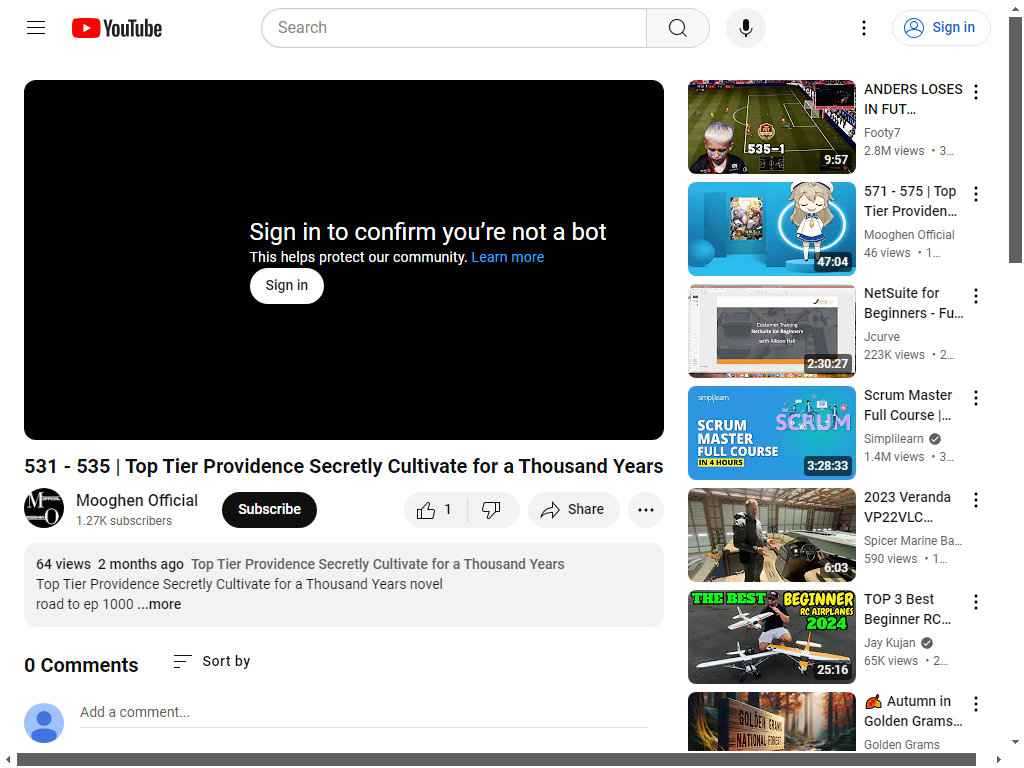 YouTube
Search
Sign in
Sign in to confirm you’re not a bot
This helps protect our community. Learn more
Sign in
531 - 535 | Top Tier Providence Secretly Cultivate for a Thousand Years
Mooghen Official
1.27K subscribers
Subscribe
1
Share
64 views 2 months ago Top Tier Providence Secretly Cultivate for a Thousand Years
Top Tier Providence Secretly Cultivate for a Thousand Years novel
road to ep 1000 ...more
0 Comments
Sort by
Add a comment...
535-1
9:57
ANDERS LOSES
IN FUT…
Footy7
2.8M views • 3…
47:04
571 - 575 | Top
Tier Providen…
Mooghen Official
46 views • 1…
Customer Training
NetSuite for Beginners
with Allison Hall
2:30:27
NetSuite for
Beginners - Fu…
Jcurve
223K views • 2…
simplilearn
SCRUM
SCRUM
MASTER
FULL COURSE
IN 4 HOURS
3:28:33
Scrum Master
Full Course |…
Simplilearn
1.4M views • 3…
6:03
2023 Veranda
VP22VLC…
Spicer Marine Ba…
590 views • 1…
THE BEST BEGINNER
RC AIRPLANES
2024
25:16
TOP 3 Best
Beginner RC…
Jay Kujan
65K views • 2…
GOLDEN GRAMS
NATIONAL FOREST
Autumn in
Golden Grams…
Golden Grams